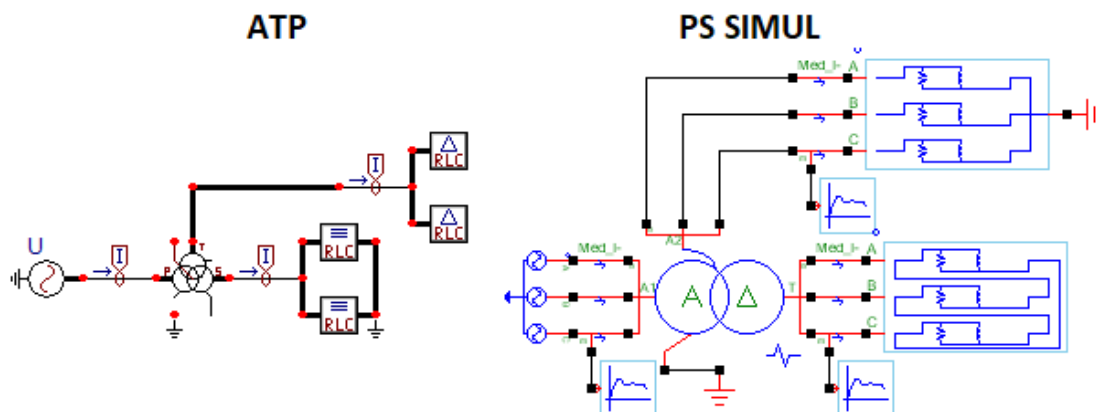 ATP
PS SIMUL
Med_I-
A
B
C
I
Δ
RLC
Δ
RLC
U
I
P
T
S
I
RLC
RLC
A2
Med_I-
A1
A
Δ
T
Med_I-
A
B
C